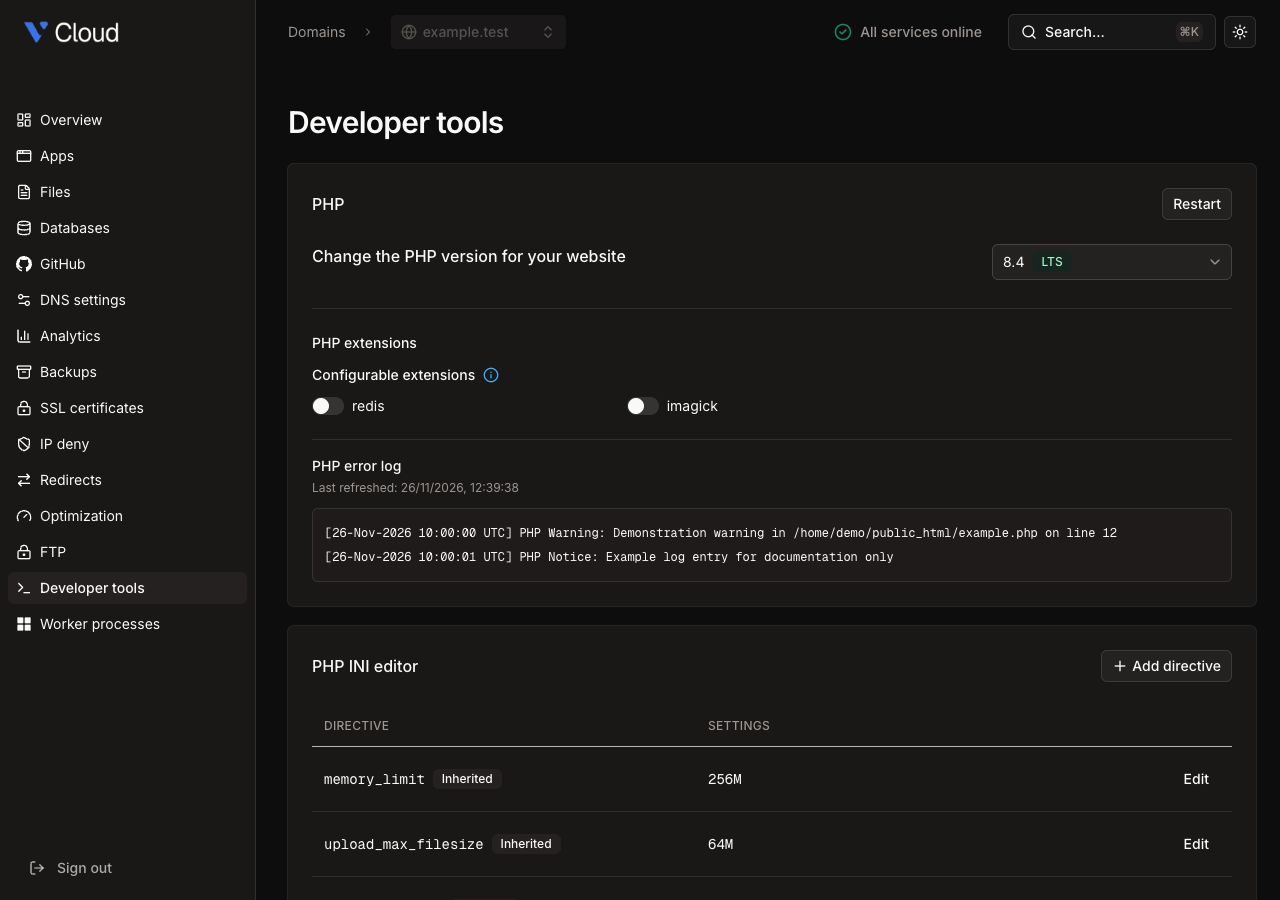 Cloud
Domains
example.test
All services online
Search...
⌘K
Overview
Apps
Files
Databases
GitHub
DNS settings
Analytics
Backups
SSL certificates
IP deny
Redirects
Optimization
FTP
Developer tools
Worker processes
Sign out
Developer tools
PHP
Restart
Change the PHP version for your website
8.4 LTS
PHP extensions
Configurable extensions
redis
imagick
PHP error log
Last refreshed: 26/11/2026, 12:39:38
[26-Nov-2026 10:00:00 UTC] PHP Warning: Demonstration warning in /home/demo/public_html/example.php on line 12
[26-Nov-2026 10:00:01 UTC] PHP Notice: Example log entry for documentation only
PHP INI editor
Add directive
DIRECTIVE SETTINGS
memory_limit Inherited 256M Edit
upload_max_filesize Inherited 64M Edit